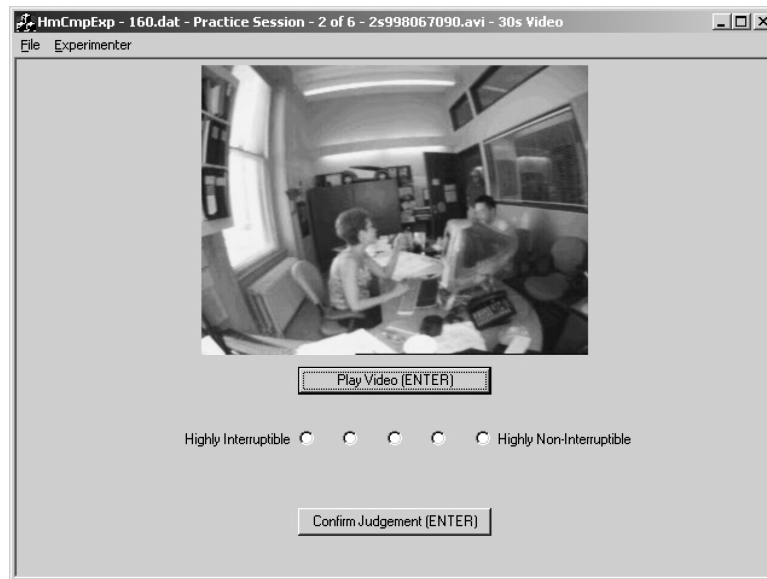 HmCmpExp - 160.dat - Practice Session - 2 of 6 - 2s998067090.avi - 30s Video
File Experimenter
Play Video (ENTER)
Highly Interruptible Highly Non-Interruptible
Confirm Judgement (ENTER)